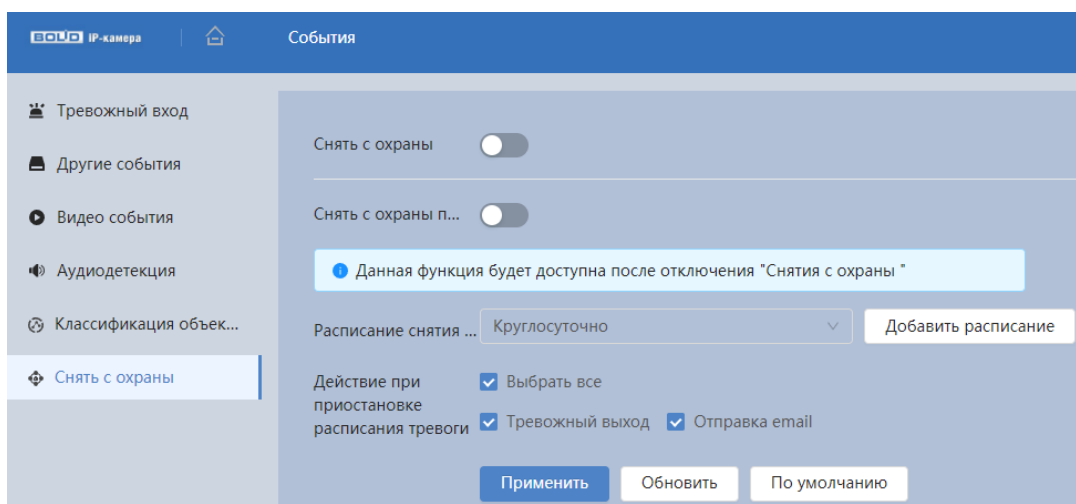 BOLID IP-камера
События
Тревожный вход
Другие события
Видео события
Аудиодетекция
Классификация объек...
Снять с охраны
Снять с охраны
Снять с охраны п...
Данная функция будет доступна после отключения "Снятия с охраны "
Расписание снятия ... Круглосуточно Добавить расписание
Действие при
приостановке
расписания тревоги
Выбрать все
Тревожный выход Отправка email
Применить Обновить По умолчанию